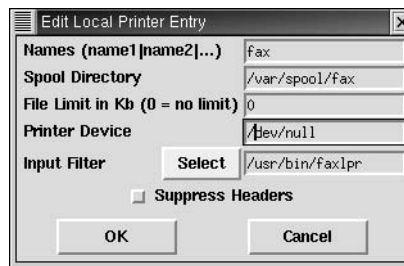 Edit Local Printer Entry
Names (name1|name2|...) fax
Spool Directory /var/spool/fax
File Limit in Kb (0 = no limit) 0
Printer Device /dev/null
Input Filter Select /usr/bin/faxlpr
Suppress Headers
OK Cancel